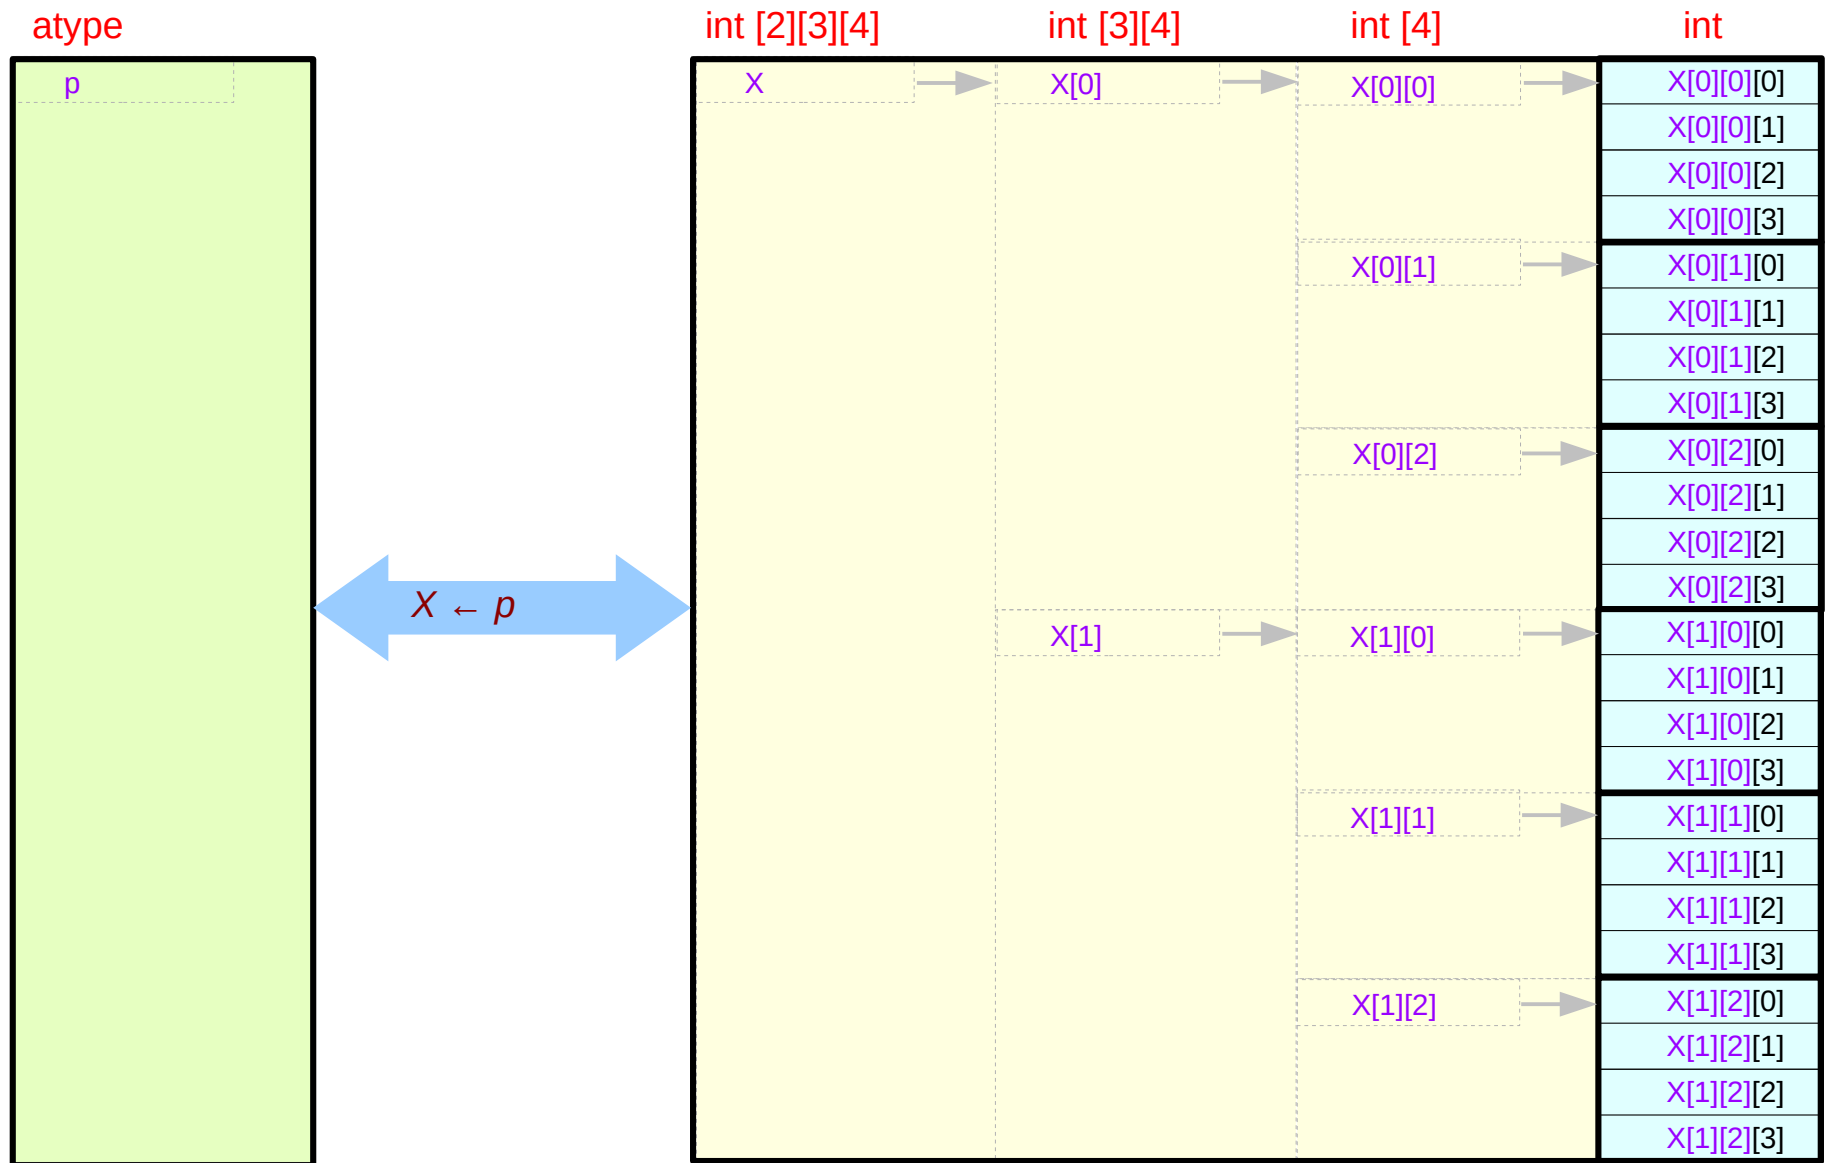 atype int [2][3][4] int [3][4] int [4] int
p X X[0] X[0][0] X[0][0][0]
X[0][0][1]
X[0][0][2]
X[0][0][3]
X[0][1] X[0][1][0]
X[0][1][1]
X[0][1][2]
X[0][1][3]
X[0][2] X[0][2][0]
X[0][2][1]
X[0][2][2]
X[0][2][3]
X ← p
X[1] X[1][0] X[1][0][0]
X[1][0][1]
X[1][0][2]
X[1][0][3]
X[1][1] X[1][1][0]
X[1][1][1]
X[1][1][2]
X[1][1][3]
X[1][2] X[1][2][0]
X[1][2][1]
X[1][2][2]
X[1][2][3]